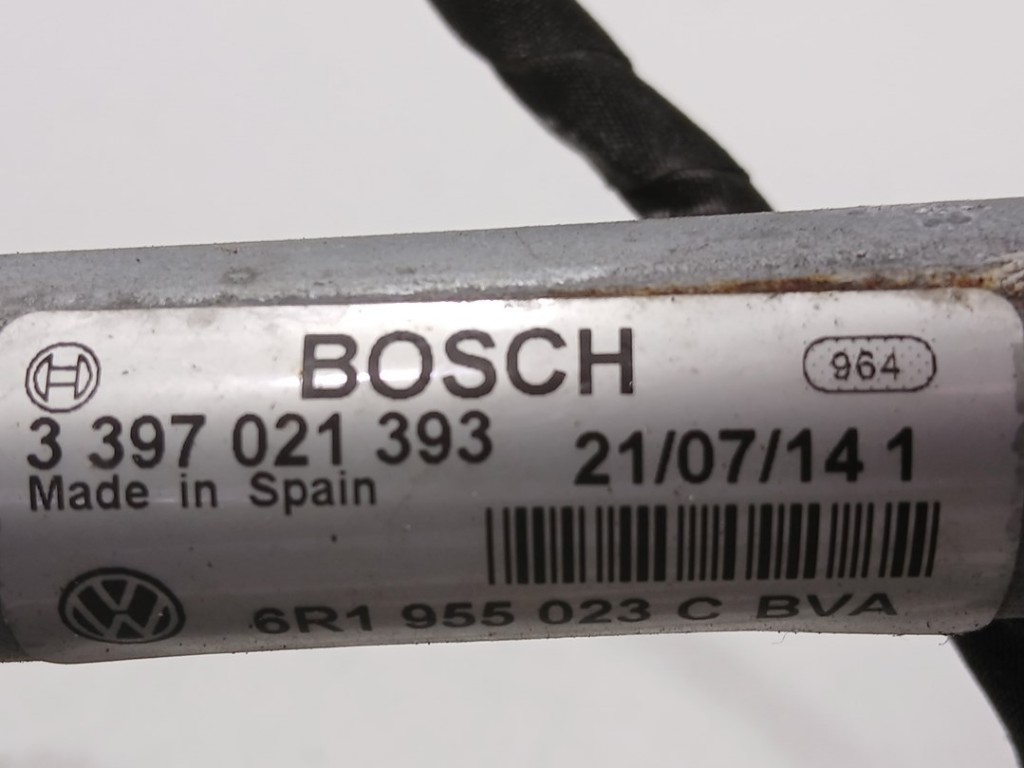 BOSCH
964
3 397 021 393
21/07/14 1
Made in Spain
6R1 955 023 C BVA